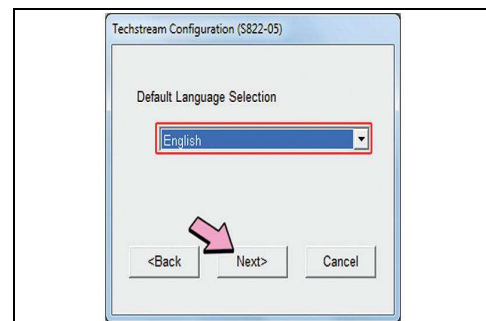 Techstream Configuration (S822-05)
Default Language Selection
English
<Back Next> Cancel